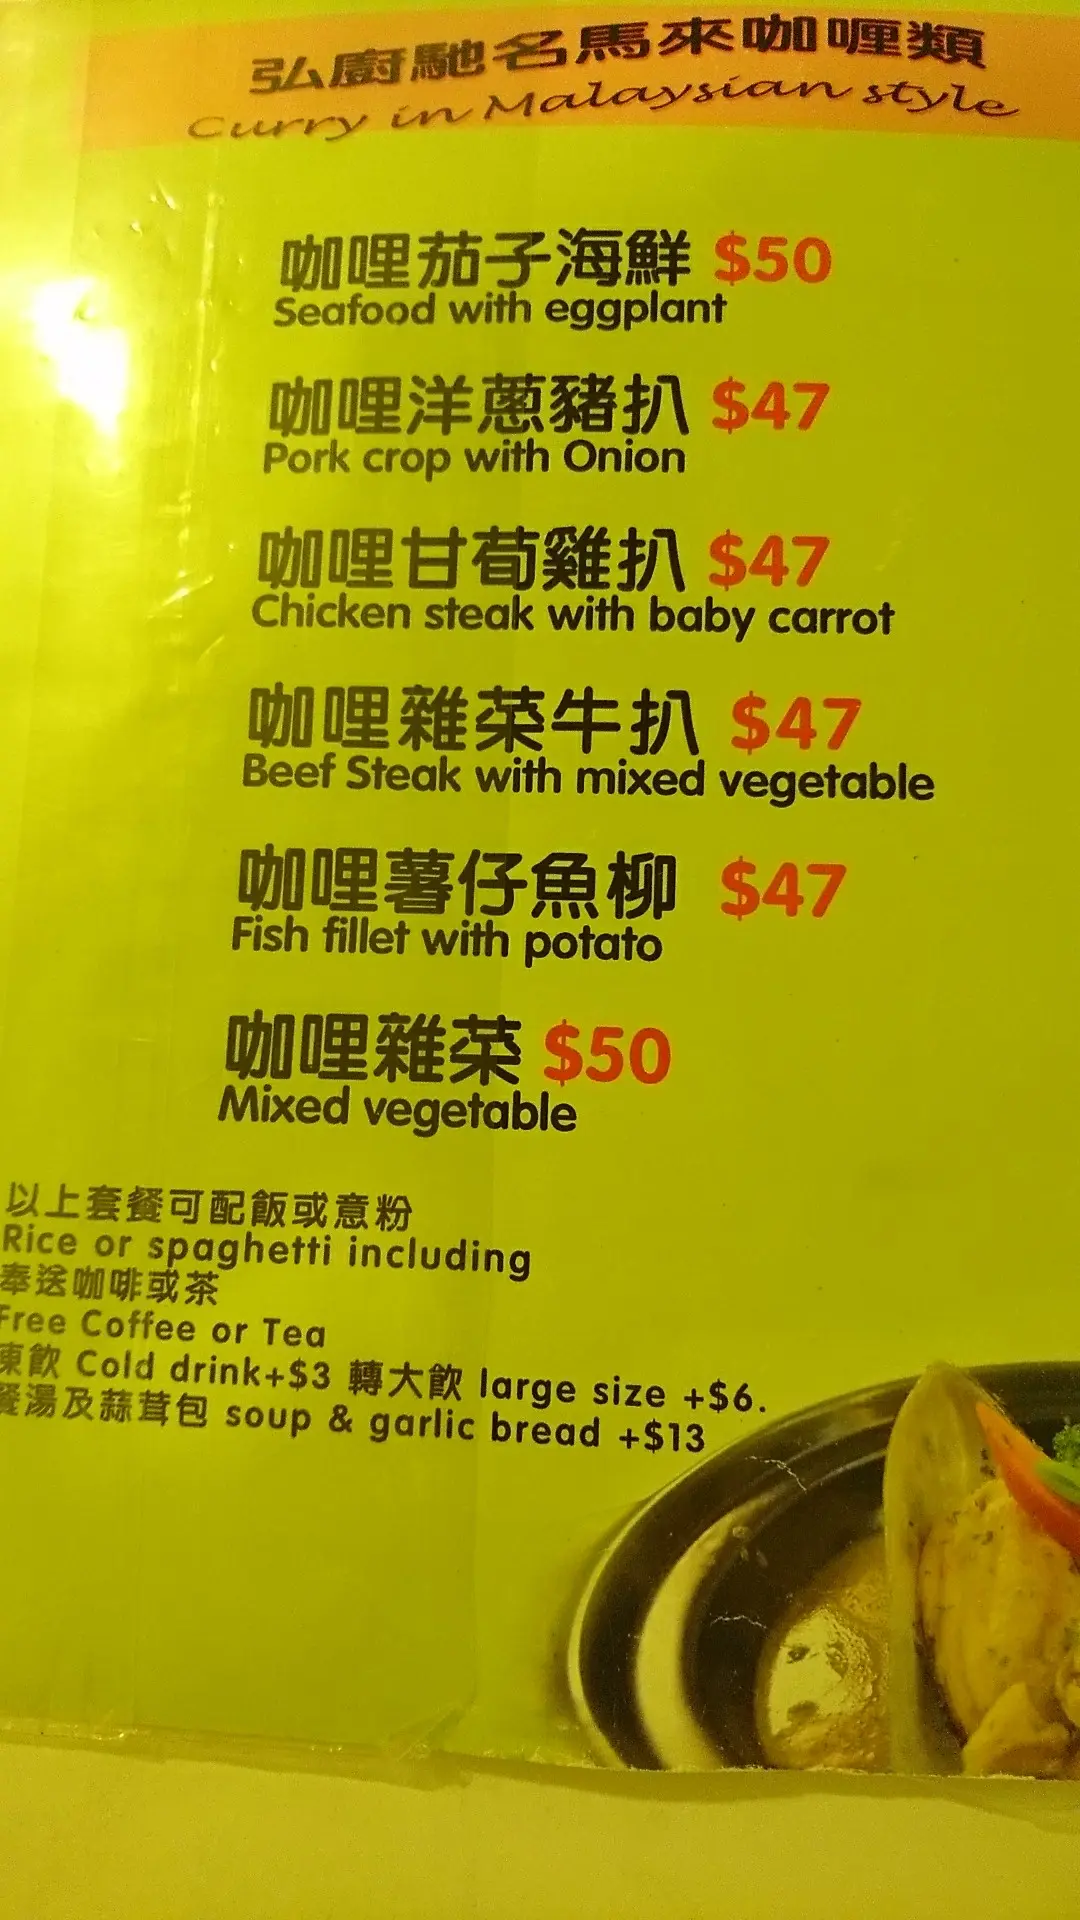 弘廚馳名馬來咖喱類
Curry in Malaysian style
咖哩茄子海鮮 $50
Seafood with eggplant
咖哩洋蔥豬扒 $47
Pork crop with Onion
咖哩甘荀雞扒 $47
Chicken steak with baby carrot
咖哩雜菜牛扒 $47
Beef Steak with mixed vegetable
咖哩薯仔魚柳 $47
Fish fillet with potato
咖哩雜菜 $50
Mixed vegetable
以上套餐可配飯或意粉
Rice or spaghetti including
奉送咖啡或茶
Free Coffee or Tea
凍飲 Cold drink+$3 轉大飲 large size +$6.
餐湯及蒜茸包 soup & garlic bread +$13